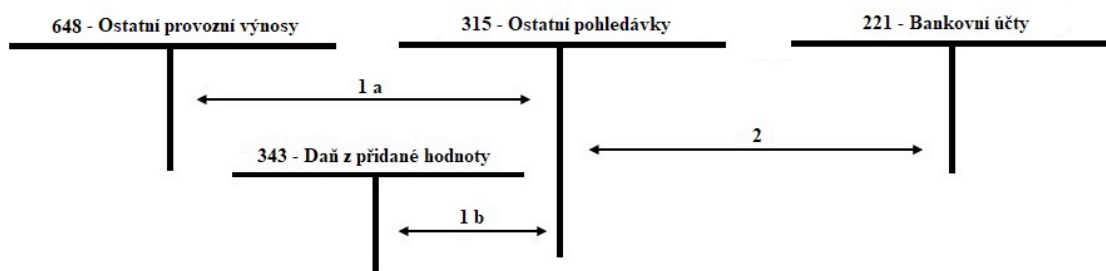 648 - Ostatní provozní výnosy
315 - Ostatní pohledávky
221 - Bankovní účty
1 a
2
343 - Daň z přidané hodnoty
1 b